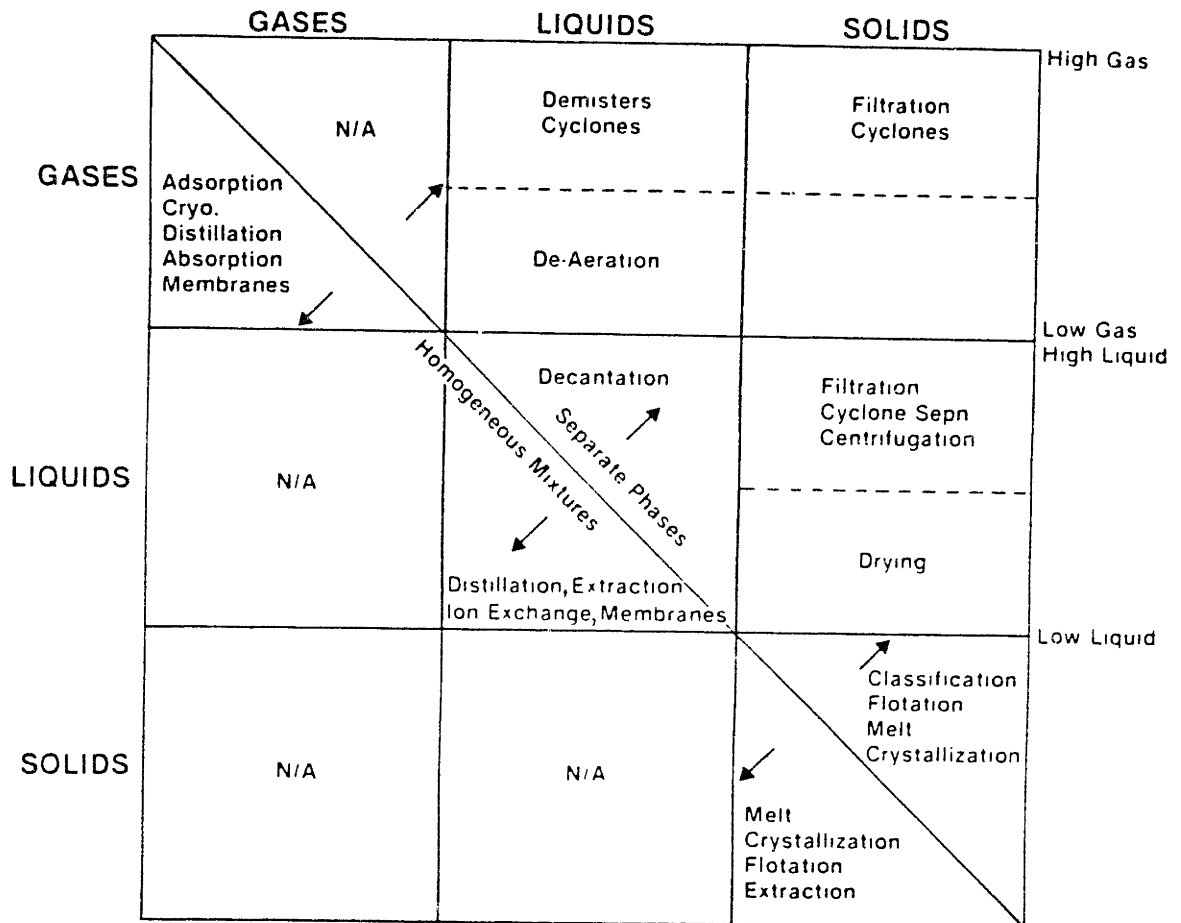 GASES LIQUIDS SOLIDS
High Gas
Demisters
Cyclones
Filtration
Cyclones
N/A
GASES
Adsorption
Cryo.
Distillation
Absorption
Membranes
De-Aeration
Low Gas
High Liquid
Homogeneous Mixtures
Separate Phases
Decantation
Filtration
Cyclone Sepn
Centrifugation
LIQUIDS
N/A
Drying
Distillation, Extraction
Ion Exchange, Membranes
Low Liquid
Classification
Flotation
Melt
Crystallization
SOLIDS
N/A
N/A
Melt
Crystallization
Flotation
Extraction